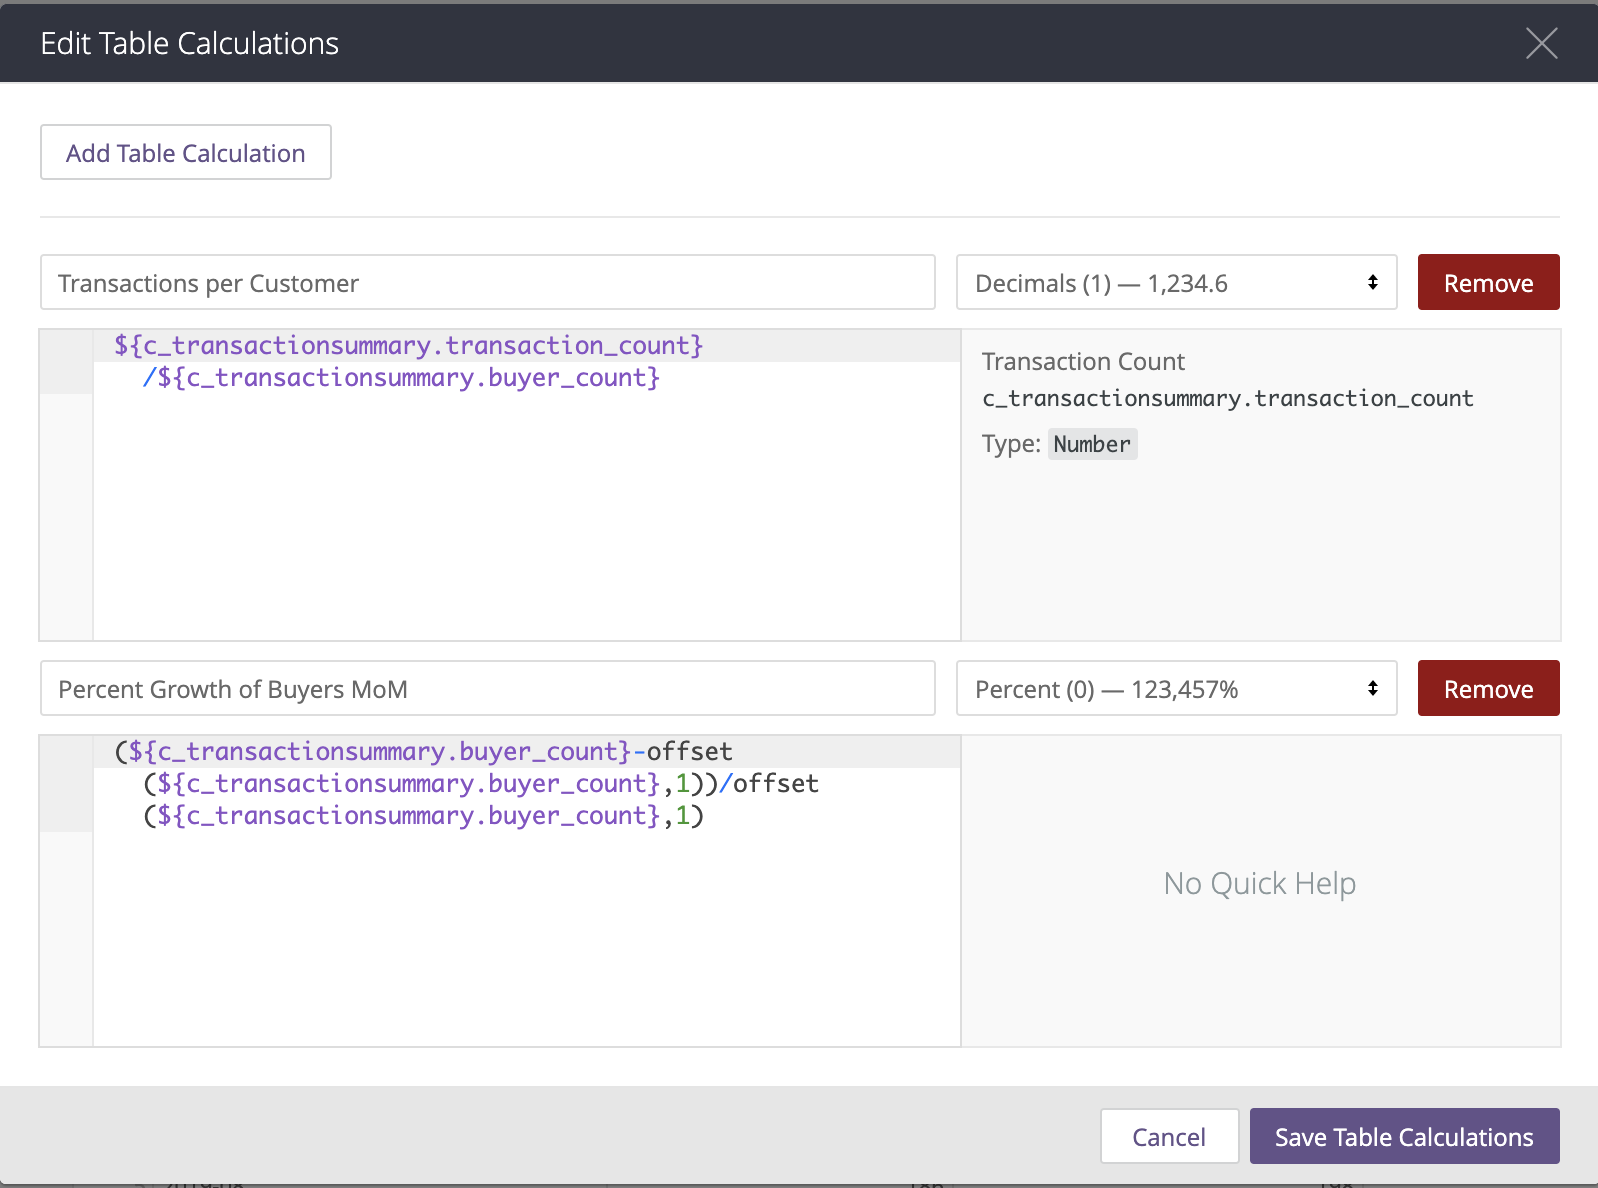 Edit Table Calculations
Add Table Calculation
Transactions per Customer
Decimals (1) — 1,234.6
Remove
${c_transactionsummary.transaction_count}
/${c_transactionsummary.buyer_count}
Transaction Count
c_transactionsummary.transaction_count
Type: Number
Percent Growth of Buyers MoM
Percent (0) — 123,457%
Remove
(${c_transactionsummary.buyer_count}-offset
(${c_transactionsummary.buyer_count},1))/offset
(${c_transactionsummary.buyer_count},1)
No Quick Help
Cancel
Save Table Calculations